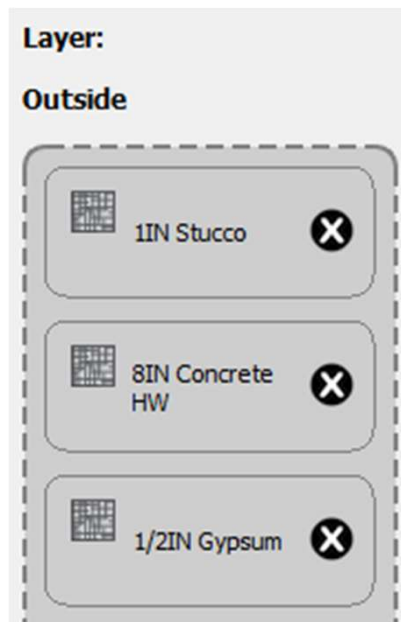 Layer:
Outside
1IN Stucco
8IN Concrete
HW
1/2IN Gypsum